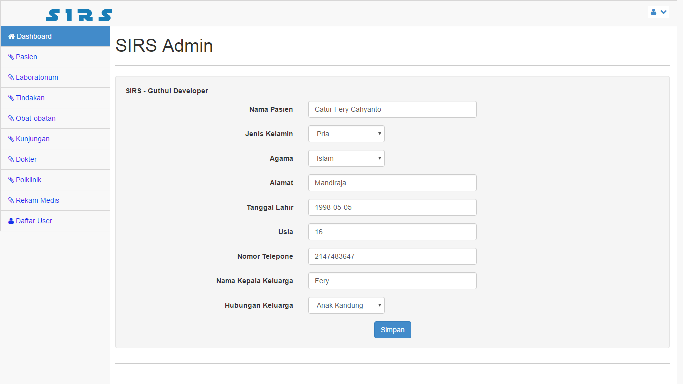 SIRS
Dashboard
SIRS Admin
Pasien
Laboratorium
Tindakan
Obat-obatan
Kunjungan
Dokter
Poliklinik
Rekam Medis
Daftar User
SIRS - Guthul Developer
Nama Pasien Catur Fery Cahyanto
Jenis Kelamin Pria
Agama Islam
Alamat Mandiraja
Tanggal Lahir 1998-05-05
Usia 16
Nomor Telepone 2147483647
Nama Kepala Keluarga Fery
Hubungan Keluarga Anak Kandung
Simpan